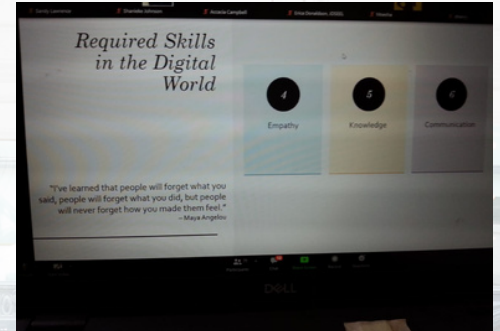 Required Skills
in the Digital
World
4
5
6
Empathy
Knowledge
Communication
"I've learned that people will forget what you
said, people will forget what you did, but people
will never forget how you made them feel."
– Maya Angelou
DELL